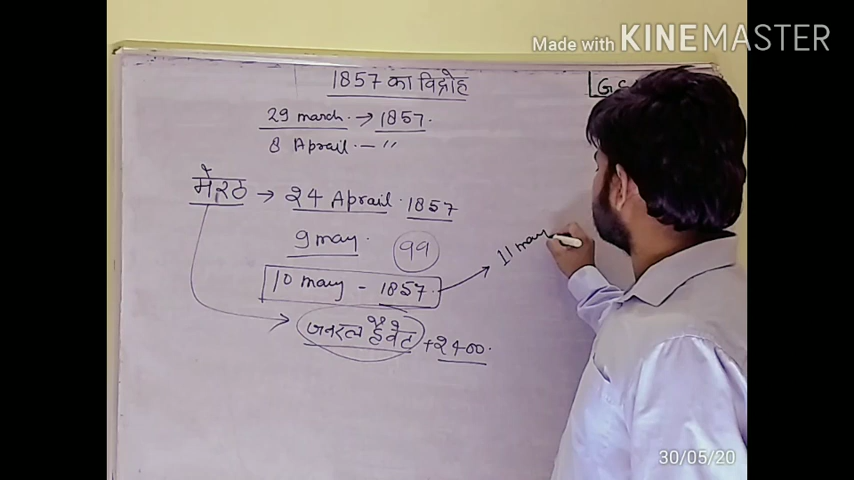 Made with KINEMASTER
1857 का विद्रोह
G.S
29 march → 1857.
8 Aprail - "
मेरठ → 24 Aprail 1857
9 may. 99
10 may - 1857. → 11 may
जनरल हैवेट + 2400.
30/05/20